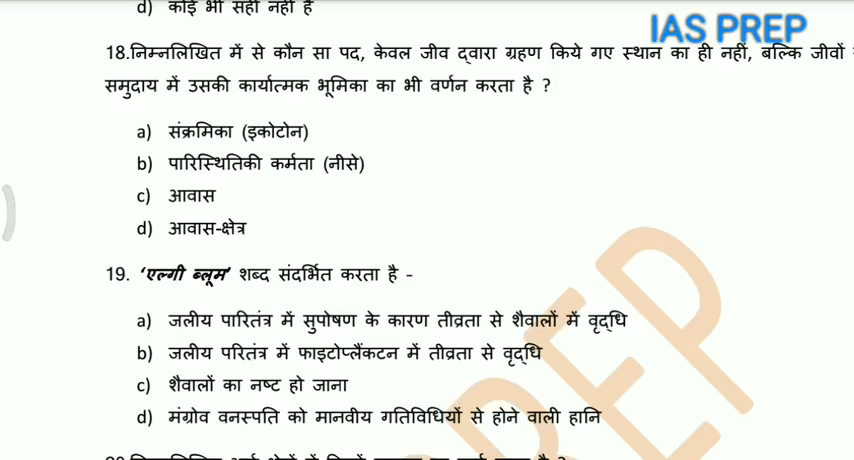 d) कोई भी सही नहीं है
IAS PREP
18.निम्नलिखित में से कौन सा पद, केवल जीव द्वारा ग्रहण किये गए स्थान का ही नहीं, बल्कि जीवों
समुदाय में उसकी कार्यात्मक भूमिका का भी वर्णन करता है ?
a) संक्रमिका (इकोटोन)
b) पारिस्थितिकी कर्मता (नीसे)
c) आवास
d) आवास-क्षेत्र
19. ‘एल्गी ब्लूम’ शब्द संदर्भित करता है -
a) जलीय पारितंत्र में सुपोषण के कारण तीव्रता से शैवालों में वृद्धि
b) जलीय परितंत्र में फाइटोप्लैंकटन में तीव्रता से वृद्धि
c) शैवालों का नष्ट हो जाना
d) मंग्रोव वनस्पति को मानवीय गतिविधियों से होने वाली हानि
PREP